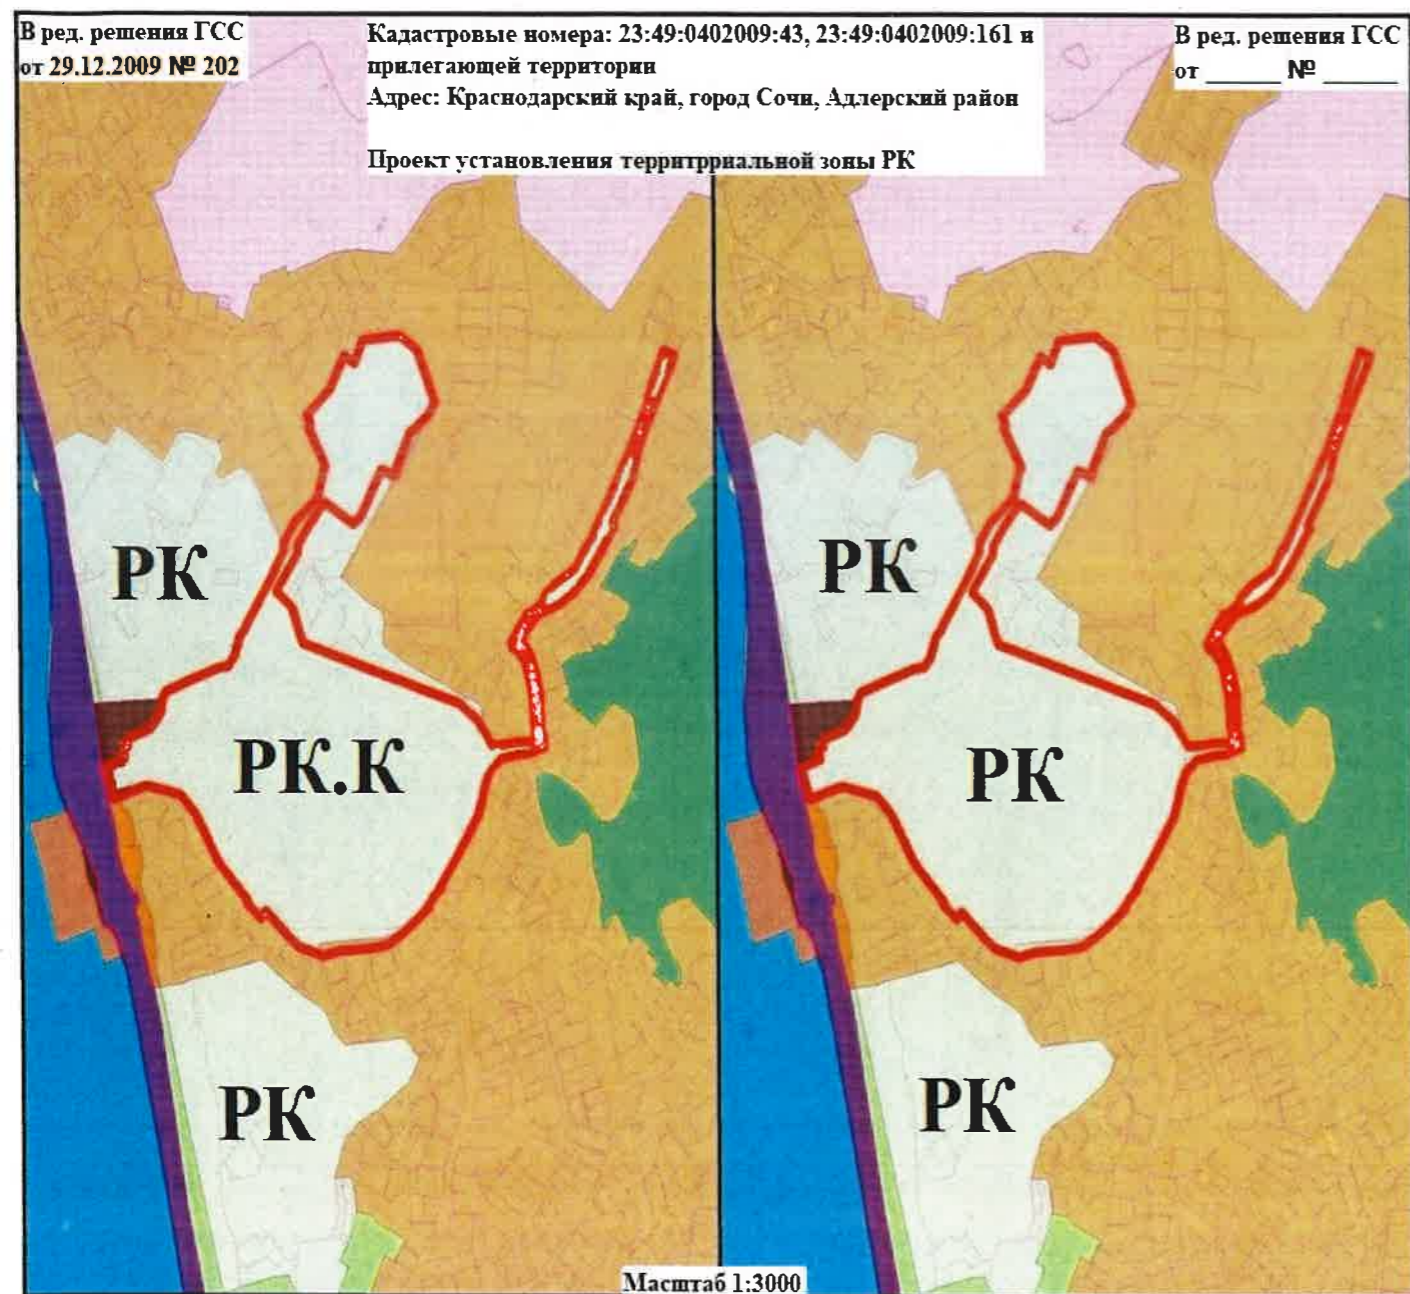 В ред. решения ГСС
от 29.12.2009 № 202
Кадастровые номера: 23:49:0402009:43, 23:49:0402009:161 и
прилегающей территории
Адрес: Краснодарский край, город Сочи, Адлерский район
Проект установления территрриальной зоны РК
В ред. решения ГСС
от ______ № ______
РК
РК
РК.К
РК
РК
РК
Масштаб 1:3000